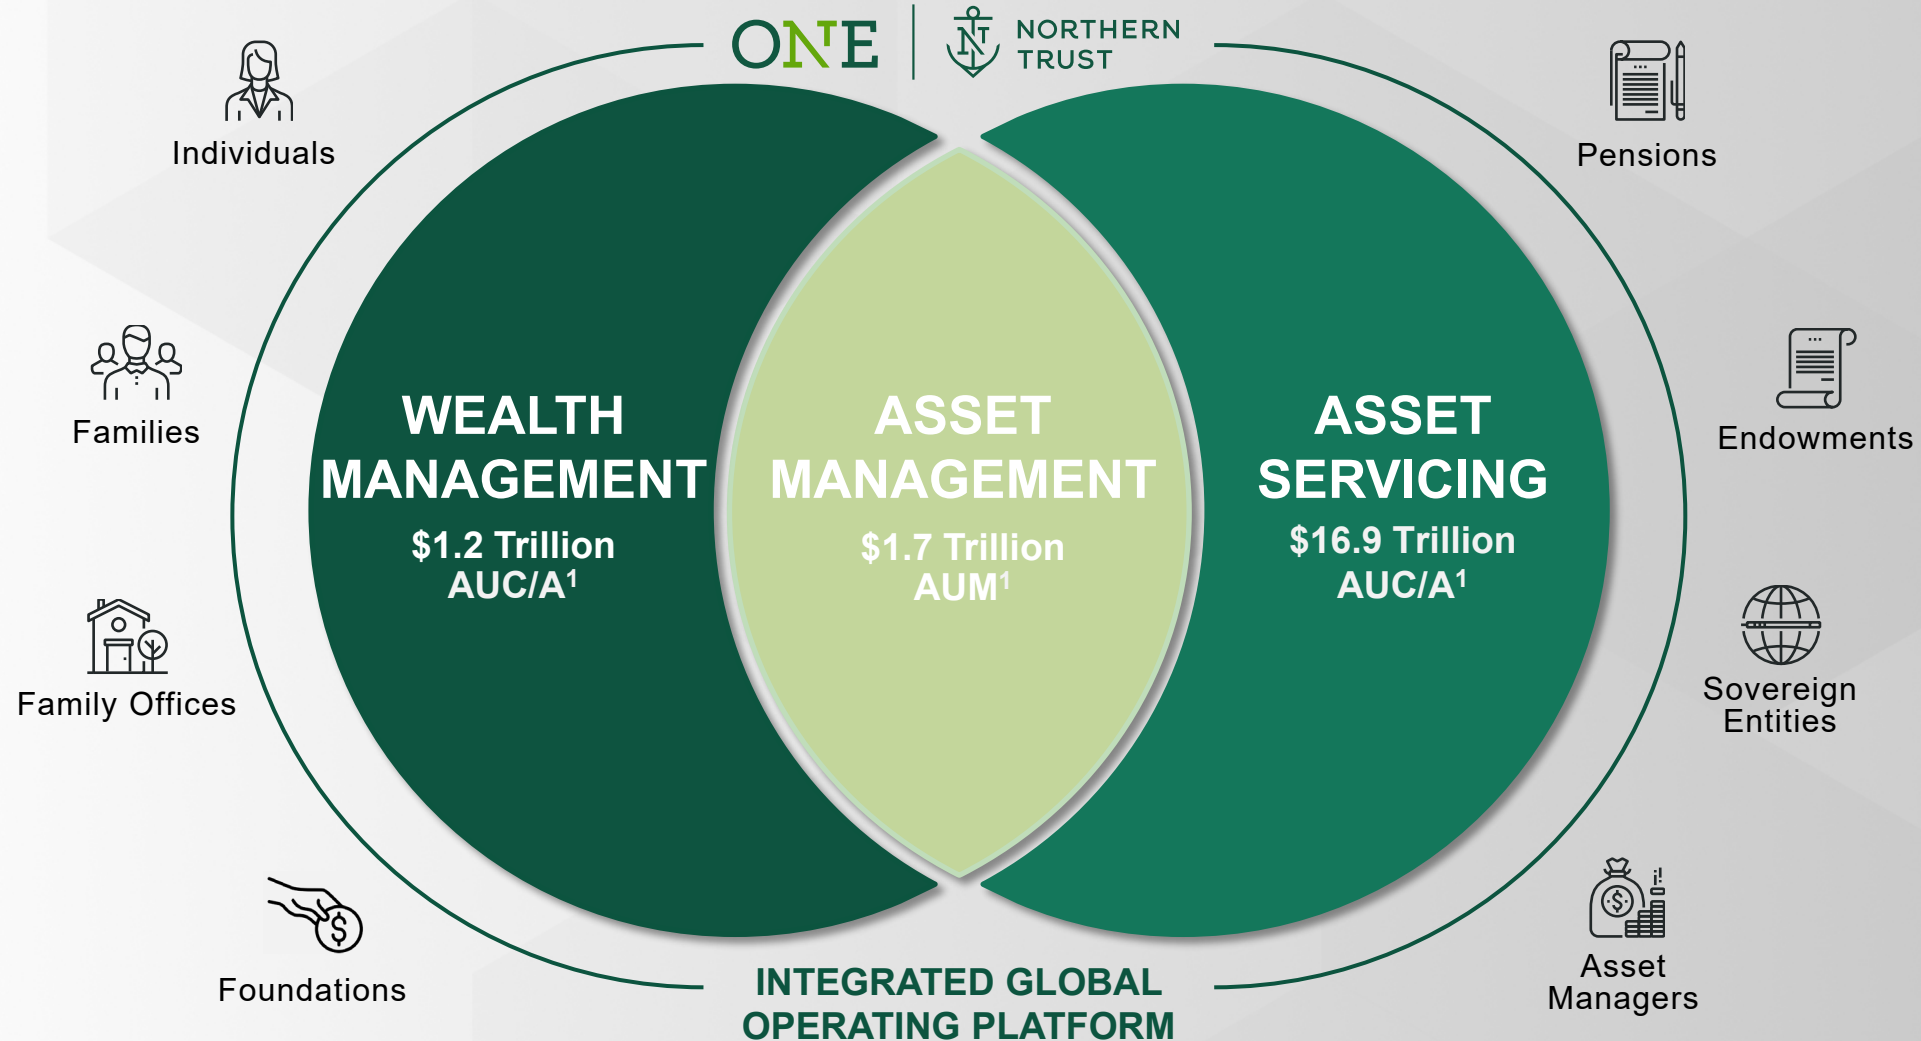 ONE
NORTHERN
TRUST
Individuals
Families
Family Offices
Foundations
WEALTH
MANAGEMENT
$1.2 Trillion
AUC/A¹
ASSET
MANAGEMENT
$1.7 Trillion
AUM¹
ASSET
SERVICING
$16.9 Trillion
AUC/A¹
Pensions
Endowments
Sovereign
Entities
Asset
Managers
INTEGRATED GLOBAL
OPERATING PLATFORM